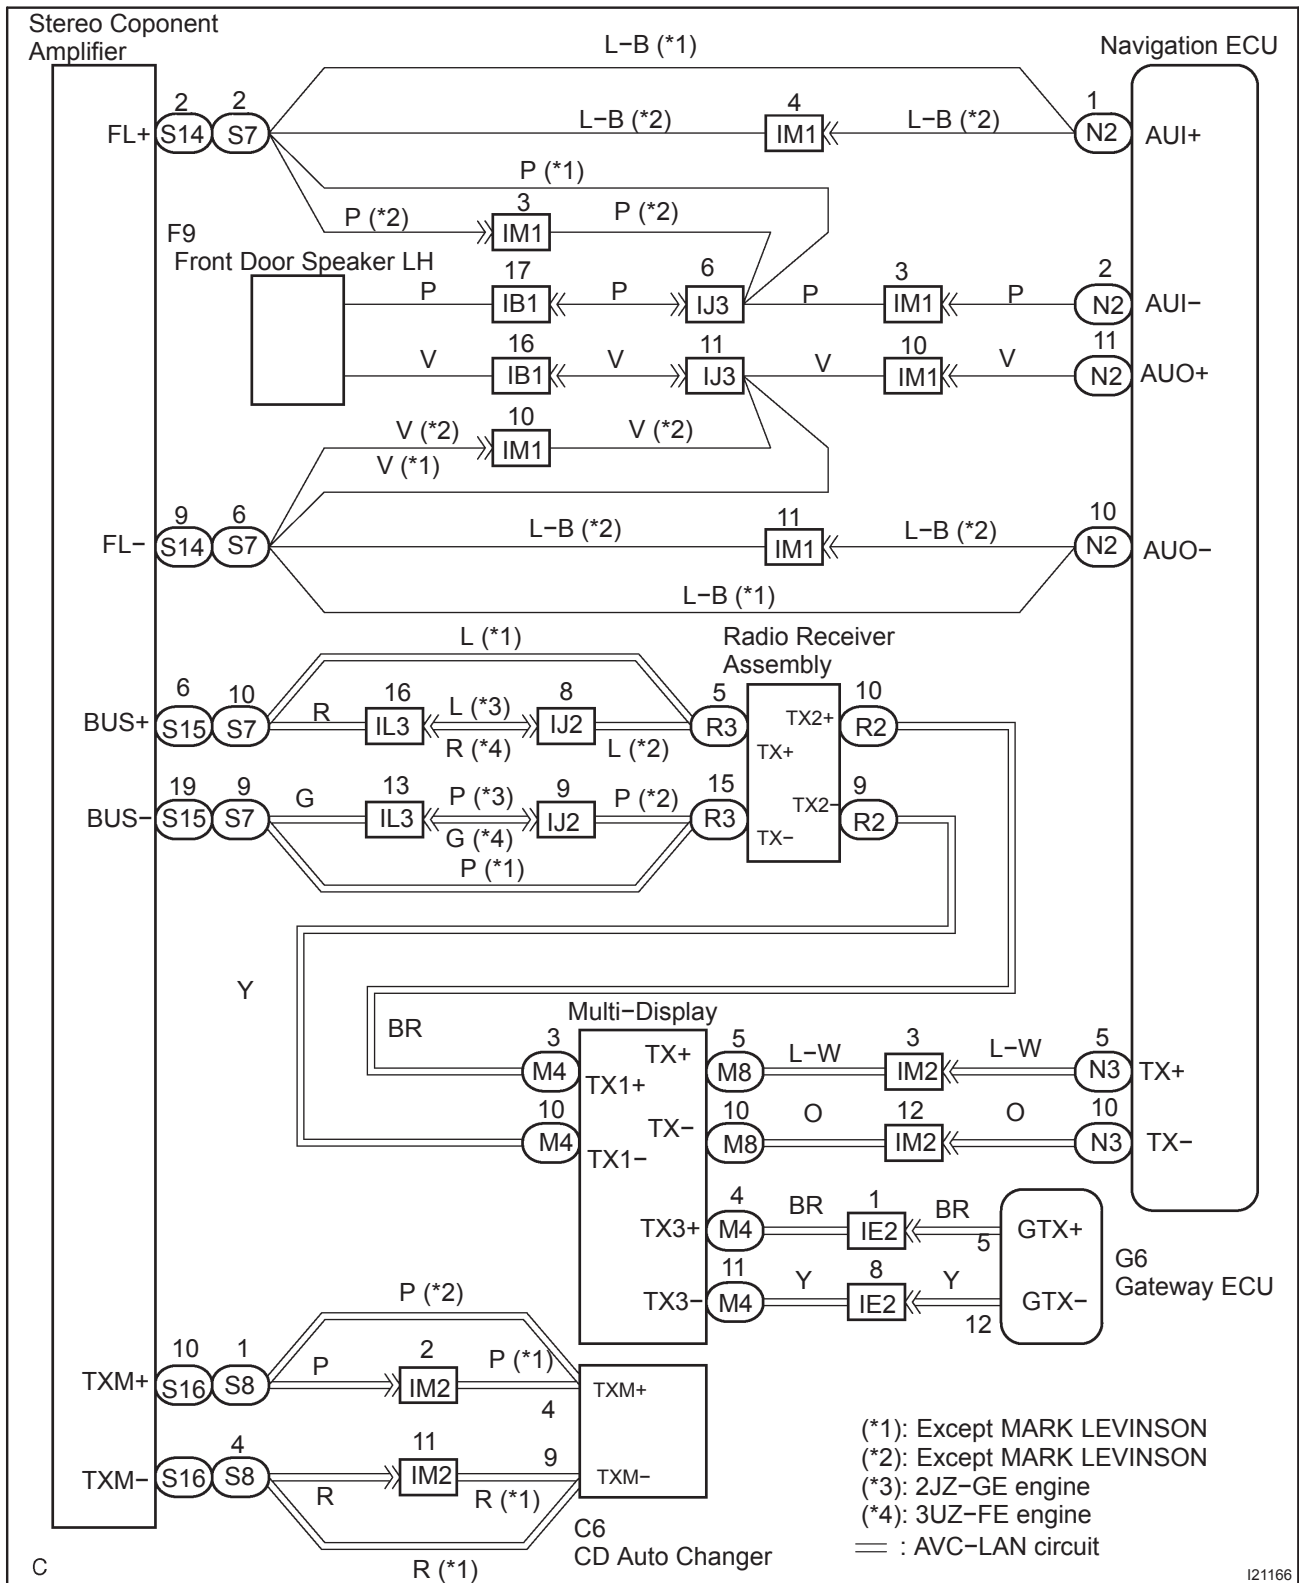 Stereo Coponent
Amplifier
L−B (*1)
Navigation ECU
2
2
4
1
FL+
S14
S7
L−B (*2)
IM1
L−B (*2)
N2
AUI+
P (*1)
P (*2)
3
IM1
P (*2)
F9
Front Door Speaker LH
17
6
3
2
P
IB1
P
IJ3
P
IM1
P
N2
AUI−
16
11
10
11
V
IB1
V
IJ3
V
IM1
V
N2
AUO+
10
V (*2)
IM1
V (*2)
V (*1)
9
6
11
10
FL−
S14
S7
L−B (*2)
IM1
L−B (*2)
N2
AUO−
L−B (*1)
L (*1)
Radio Receiver
Assembly
6
10
16
8
5
10
BUS+
S15
S7
R
IL3
L (*3)
R (*4)
IJ2
L (*2)
R3
TX2+
TX+
R2
19
9
13
9
15
9
BUS−
S15
S7
G
IL3
P (*3)
G (*4)
IJ2
P (*2)
R3
TX2−
TX−
R2
P (*1)
Y
BR
Multi−Display
3
5
3
5
M4
TX1+
TX+
M8
L−W
IM2
L−W
N3
TX+
10
10
12
10
M4
TX1−
TX−
M8
O
IM2
O
N3
TX−
4
1
TX3+
M4
BR
IE2
BR
5
GTX+
11
8
TX3−
M4
Y
IE2
Y
12
GTX−
G6
Gateway ECU
P (*2)
10
1
2
TXM+
S16
S8
P
IM2
P (*1)
4
TXM+
4
11
9
TXM−
S16
S8
R
IM2
R (*1)
TXM−
R (*1)
C6
CD Auto Changer
(*1): Except MARK LEVINSON
(*2): Except MARK LEVINSON
(*3): 2JZ−GE engine
(*4): 3UZ−FE engine
: AVC−LAN circuit
C
I21166